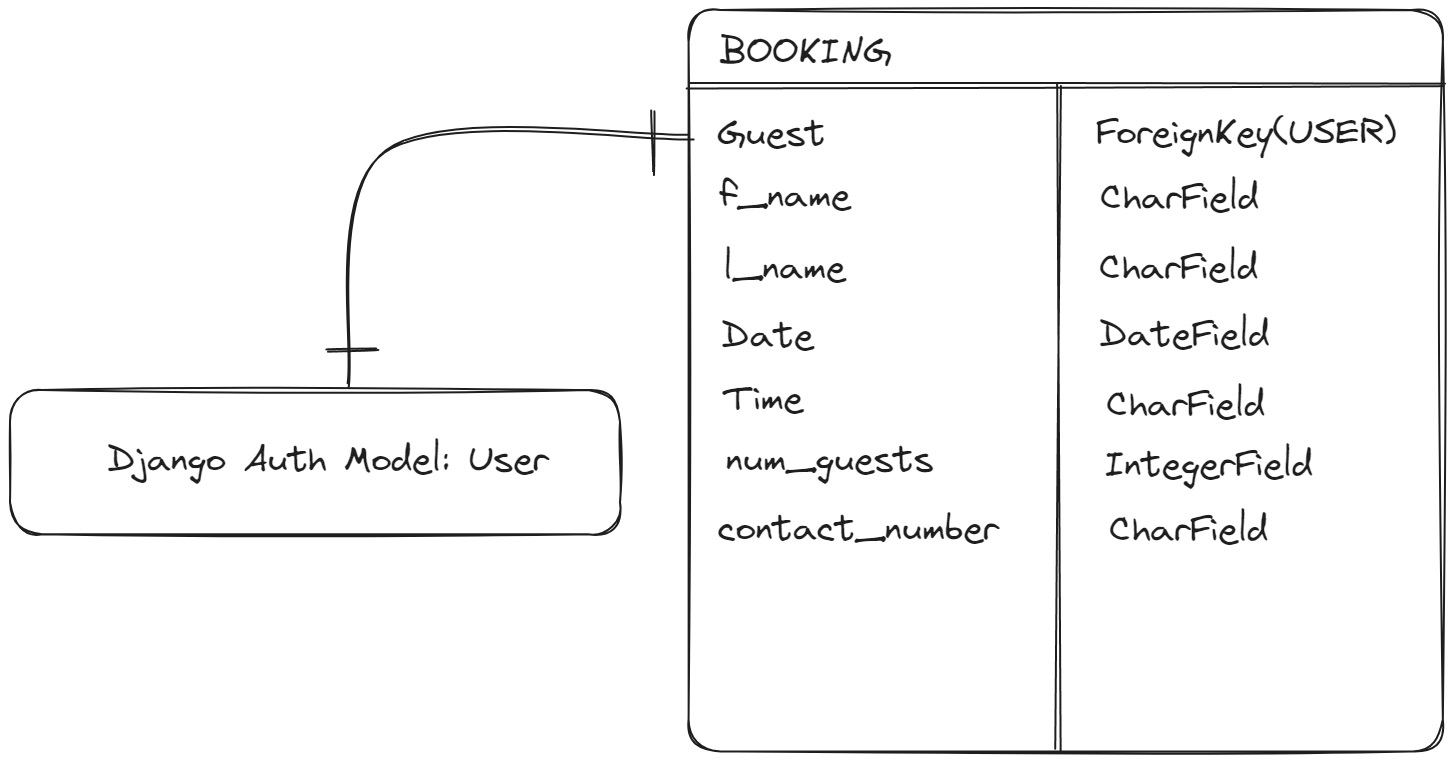 BOOKING
Guest ForeignKey(USER)
f_name CharField
l_name CharField
Date DateField
Time CharField
num_guests IntegerField
contact_number CharField
Django Auth Model: User